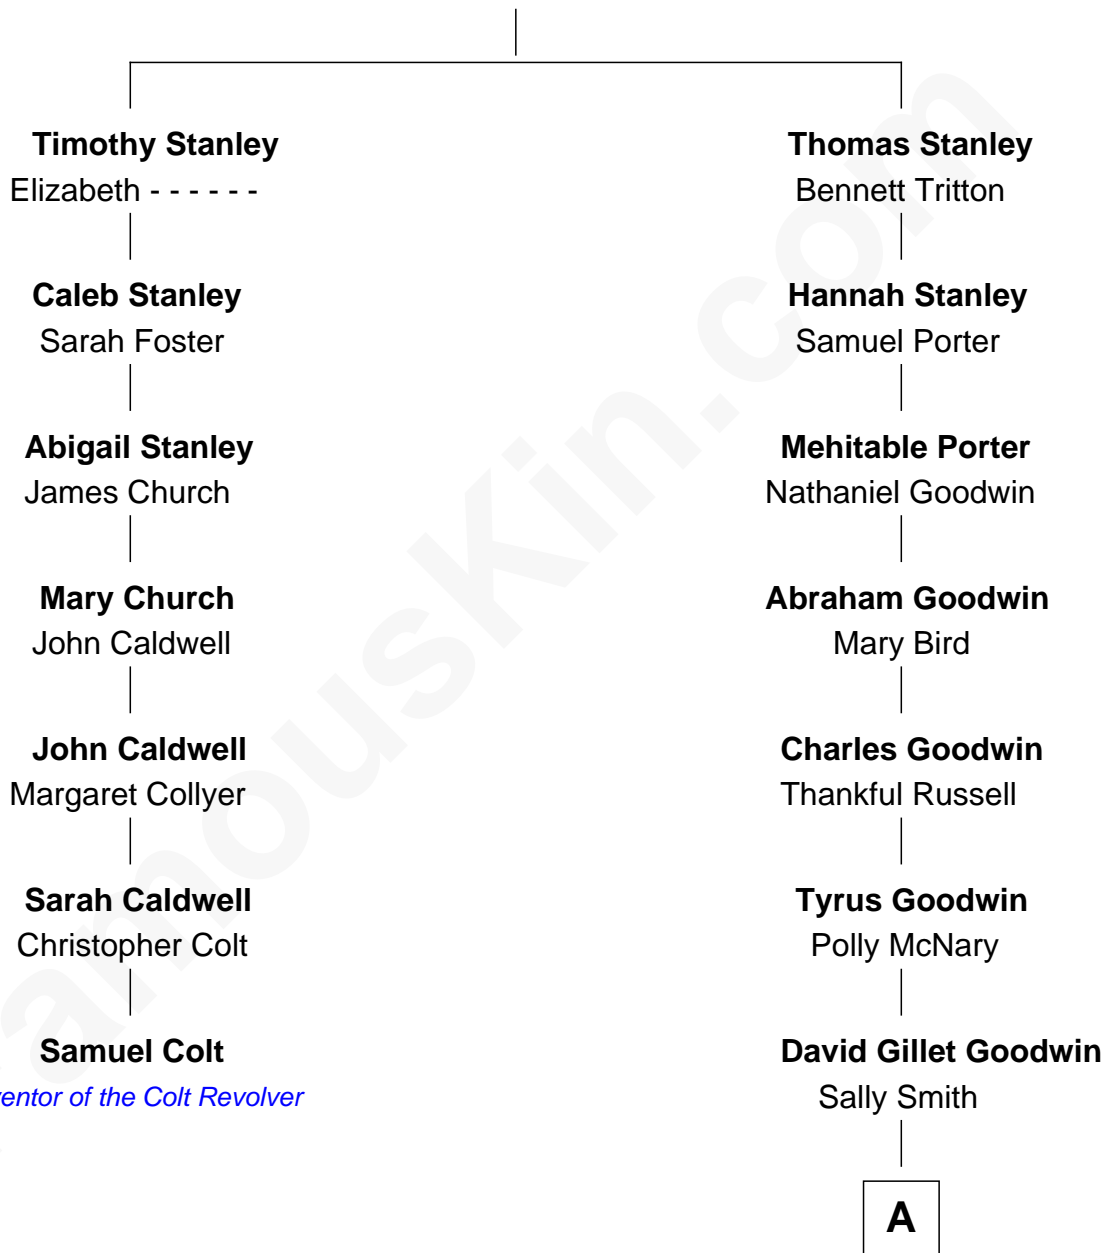 Timothy Stanley
Elizabeth - - - - - -
Caleb Stanley
Sarah Foster
Abigail Stanley
James Church
Mary Church
John Caldwell
John Caldwell
Margaret Collyer
Sarah Caldwell
Christopher Colt
Samuel Colt
entor of the Colt Revolver
Thomas Stanley
Bennett Tritton
Hannah Stanley
Samuel Porter
Mehitable Porter
Nathaniel Goodwin
Abraham Goodwin
Mary Bird
Charles Goodwin
Thankful Russell
Tyrus Goodwin
Polly McNary
David Gillet Goodwin
Sally Smith
A
amouskin.com